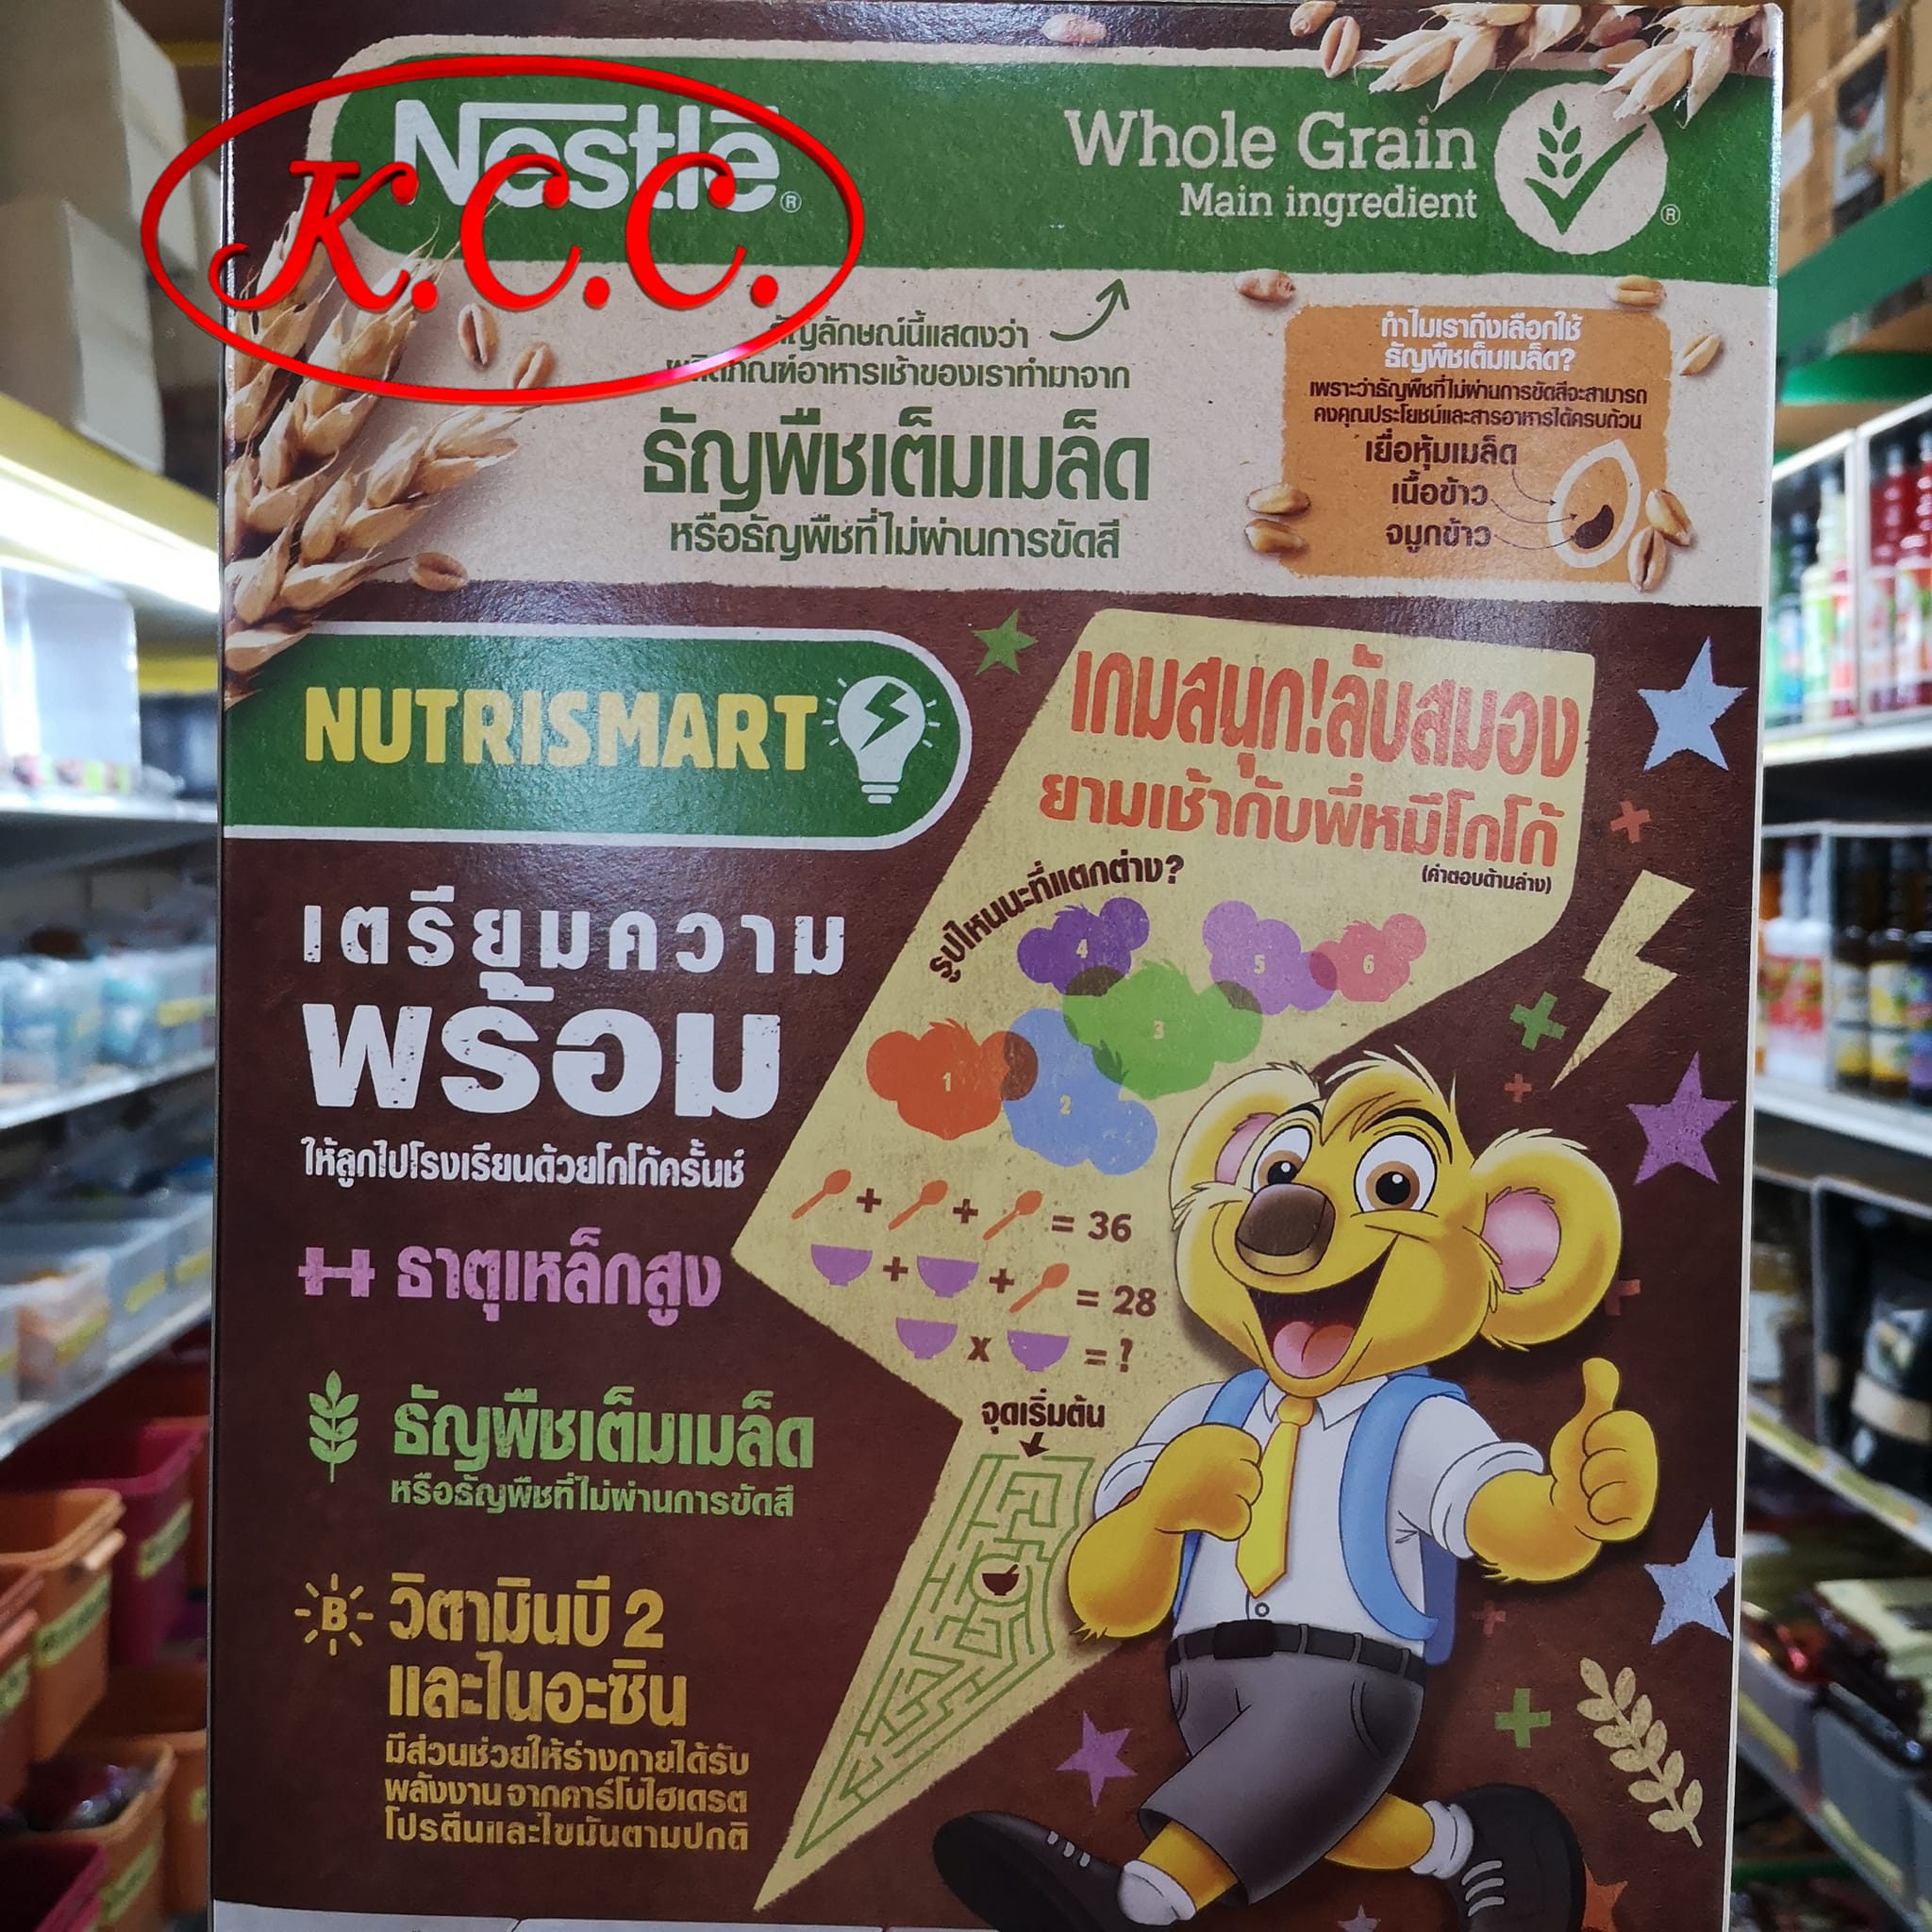 Nestlé®
K.C.C.
Whole Grain
Main ingredient
®
สัญลักษณ์นี้แสดงว่า
ผลิตภัณฑ์อาหารเช้าของเราทำมาจาก
ธัญพืชเต็มเมล็ด
หรือธัญพืชที่ไม่ผ่านการขัดสี
ทำไมเราถึงเลือกใช้
ธัญพืชเต็มเมล็ด?
เพราะว่าธัญพืชที่ไม่ผ่านการขัดสีจะสามารถ
คงคุณประโยชน์และสารอาหารได้ครบถ้วน
เยื่อหุ้มเมล็ด
เนื้อข้าว
จมูกข้าว
NUTRISMART
เตรียมความ
พร้อม
ให้ลูกไปโรงเรียนด้วยโกโก้ครั้นช์
ธาตุเหล็กสูง
ธัญพืชเต็มเมล็ด
หรือธัญพืชที่ไม่ผ่านการขัดสี
B
วิตามินบี 2
และไนอะซิน
มีส่วนช่วยให้ร่างกายได้รับ
พลังงาน จากคาร์โบไฮเดรต
โปรตีนและไขมันตามปกติ
เกมสนุก!ลับสมอง
ยามเช้ากับพี่หมีโกโก้
(คำตอบด้านล่าง)
รูปไหนนะที่แตกต่าง?
4
5
6
3
1
2
+ + = 36
+ + = 28
x = ?
จุดเริ่มต้น